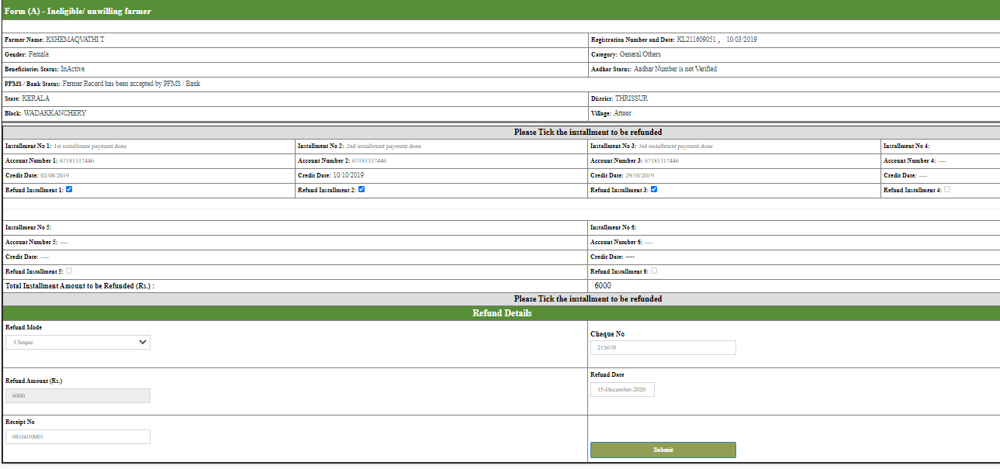 Form (A) - Ineligible/ unwilling farmer
Farmer Name: KSHEMAQVATHI T
Registration Number and Date: KL211609051 , 10/03/2019
Gender: Female
Category: General/Others
Beneficiaries Status: InActive
Aadhar Status: Aadhar Number is not Verified
PFMS / Bank Status: Farmer Record has been accepted by PFMS / Bank
State: KERALA
District: THRISSUR
Block: WADAKKANCHERY
Village: Attoor
Please Tick the installment to be refunded
Installment No 1: 1st installment payment done
Installment No 2: 2nd installment payment done
Installment No 3: 3rd installment payment done
Installment No 4:
Account Number 1: 67181317446
Account Number 2: 67181317446
Account Number 3: 67181317446
Account Number 4: ----
Credit Date: 02/08/2019
Credit Date: 10/10/2019
Credit Date: 29/10/2019
Credit Date: ----
Refund Installment 1:
Refund Installment 2:
Refund Installment 3:
Refund Installment 4:
Installment No 5:
Installment No 6:
Account Number 5: ----
Account Number 6: ----
Credit Date: ----
Credit Date: ----
Refund Installment 5:
Refund Installment 6:
Total Installment Amount to be Refunded (Rs.) :
6000
Please Tick the installment to be refunded
Refund Details
Refund Mode
Cheque
Cheque No
215678
Refund Amount (Rs.)
6000
Refund Date
15-December-2020
Receipt No
0816010001
Submit